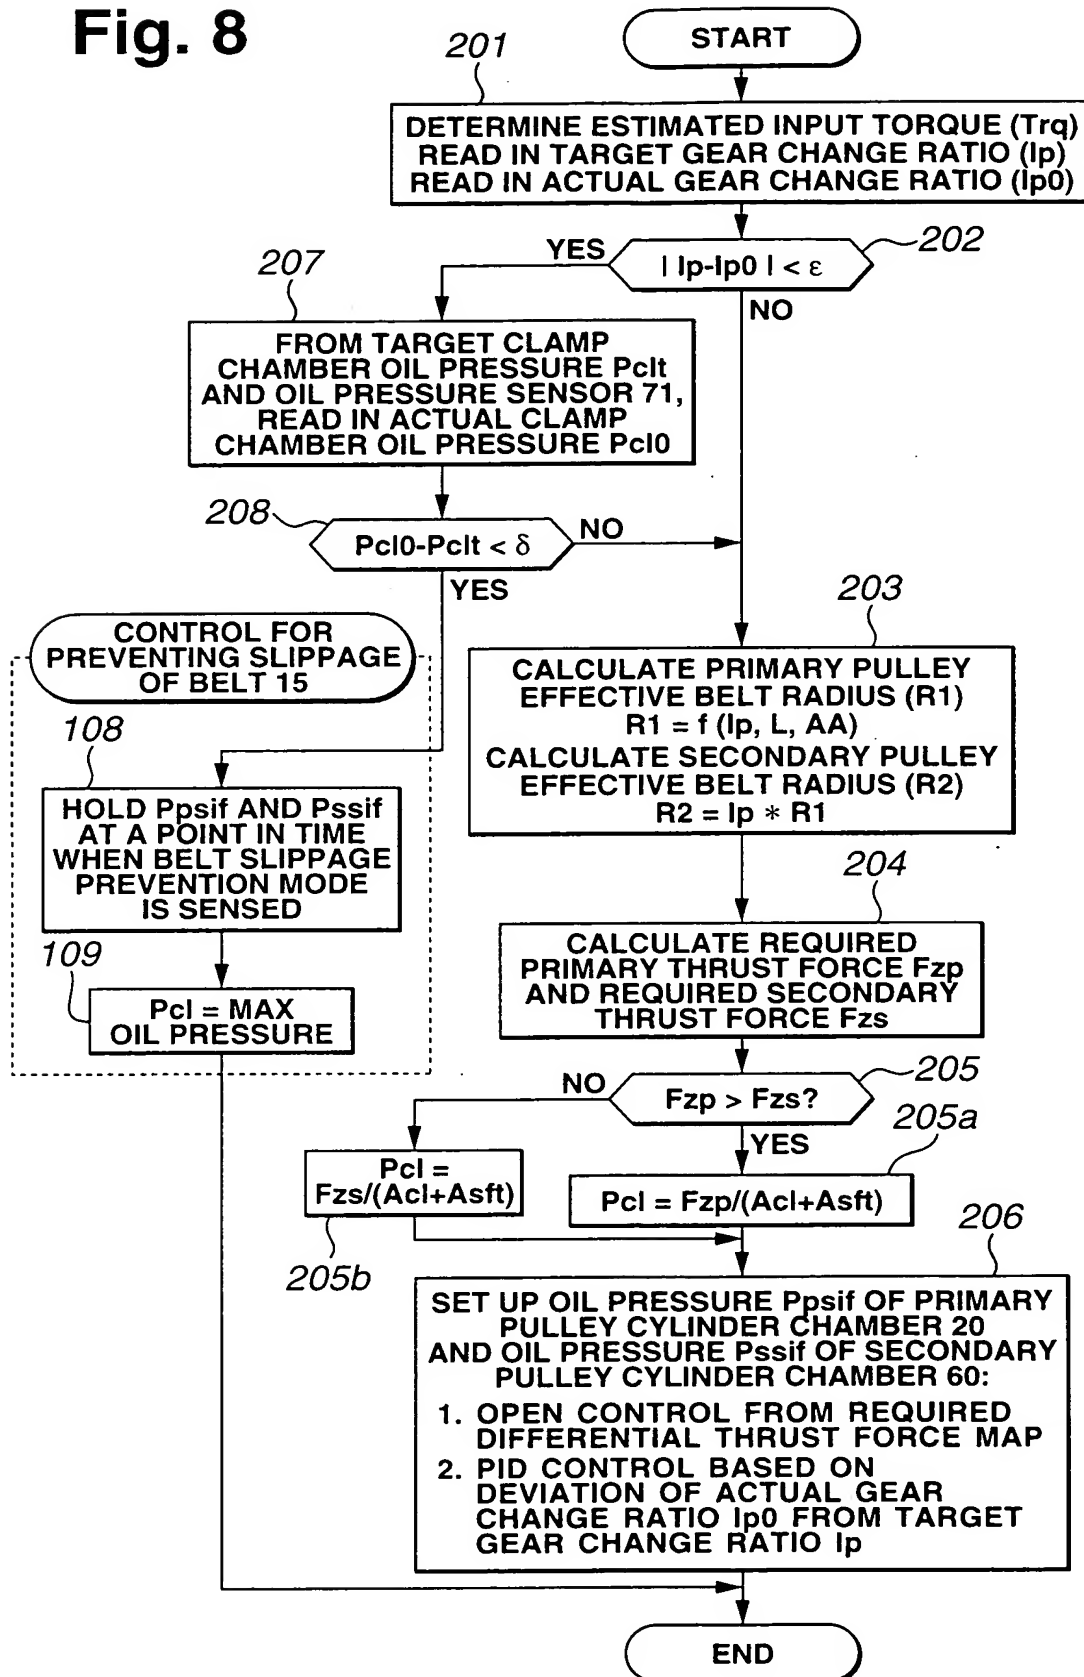 Fig. 8
START
201
DETERMINE ESTIMATED INPUT TORQUE (Trq)
READ IN TARGET GEAR CHANGE RATIO (Ip)
READ IN ACTUAL GEAR CHANGE RATIO (Ip0)
202
| Ip-Ip0 | < ε
YES
NO
207
FROM TARGET CLAMP
CHAMBER OIL PRESSURE Pclt
AND OIL PRESSURE SENSOR 71,
READ IN ACTUAL CLAMP
CHAMBER OIL PRESSURE Pcl0
208
Pcl0-Pclt < δ
NO
YES
CONTROL FOR
PREVENTING SLIPPAGE
OF BELT 15
108
HOLD Ppsif AND Pssif
AT A POINT IN TIME
WHEN BELT SLIPPAGE
PREVENTION MODE
IS SENSED
109
Pcl = MAX
OIL PRESSURE
203
CALCULATE PRIMARY PULLEY
EFFECTIVE BELT RADIUS (R1)
R1 = f (Ip, L, AA)
CALCULATE SECONDARY PULLEY
EFFECTIVE BELT RADIUS (R2)
R2 = Ip * R1
204
CALCULATE REQUIRED
PRIMARY THRUST FORCE Fzp
AND REQUIRED SECONDARY
THRUST FORCE Fzs
205
Fzp > Fzs?
NO
YES
205a
Pcl = Fzp/(Acl+Asft)
Pcl =
Fzs/(Acl+Asft)
205b
206
SET UP OIL PRESSURE Ppsif OF PRIMARY
PULLEY CYLINDER CHAMBER 20
AND OIL PRESSURE Pssif OF SECONDARY
PULLEY CYLINDER CHAMBER 60:
1. OPEN CONTROL FROM REQUIRED
DIFFERENTIAL THRUST FORCE MAP
2. PID CONTROL BASED ON
DEVIATION OF ACTUAL GEAR
CHANGE RATIO Ip0 FROM TARGET
GEAR CHANGE RATIO Ip
END